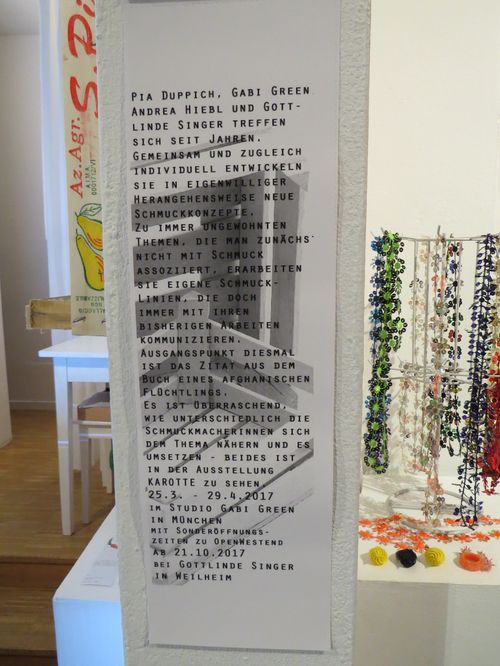 PIA DUPPICH, GABI GREEN
ANDREA HIEBL UND GOTT-
LINDE SINGER TREFFEN
SICH SEIT JAHREN.
GEMEINSAM UND ZUGLEICH
INDIVIDUELL ENTWICKELN
SIE IN EIGENWILLIGER
HERANGEHENSWEISE NEUE
SCHMUCKKONZEPTE.
ZU IMMER UNGEWOHNTEN
THEMEN, DIE MAN ZUNÄCHS
NICHT MIT SCHMUCK
ASSOZIIERT, ERARBEITEN
SIE EIGENE SCHMUCK-
LINIEN, DIE DOCH
IMMER MIT IHREN
BISHERIGEN ARBEITEN
KOMMUNIZIEREN.
AUSGANGSPUNKT DIESMAL
IST DAS ZITAT AUS DEM
BUCH EINES AFGHANISCHEN
FLÜCHTLINGS.
ES IST ÜBERRASCHEND,
WIE UNTERSCHIEDLICH DIE
SCHMUCKMACHERINNEN SICH
DEM THEMA NÄHERN UND ES
UMSETZEN - BEIDES IST
IN DER AUSSTELLUNG
KAROTTE ZU SEHEN.
25.3. - 29.4.2017
IM STUDIO GABI GREEN
IN MÜNCHEN
MIT SONDERÖFFNUNGS-
ZEITEN ZU OPENWESTEND
AB 21.10.2017
BEI GOTTLINDE SINGER
IN WEILHEIM
Az.Agr. S.Pi